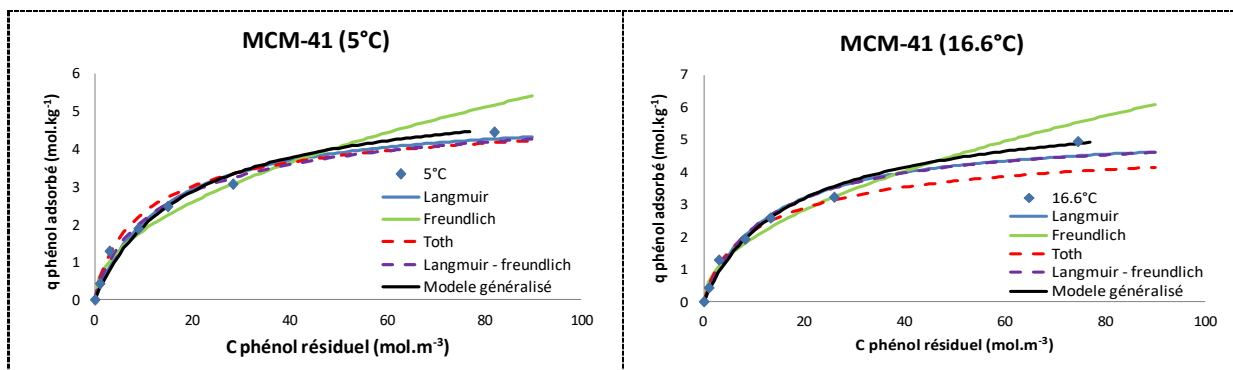 MCM-41 (5°C)
q phénol adsorbé (mol.kg-1)
6
5
4
3
2
1
0
5°C
Langmuir
Freundlich
Toth
Langmuir - freundlich
Modele généralisé
0 20 40 60 80 100
C phénol résiduel (mol.m-3)
MCM-41 (16.6°C)
q phénol adsorbé (mol.kg-1)
7
6
5
4
3
2
1
0
16.6°C
Langmuir
Freundlich
Toth
Langmuir - freundlich
Modele généralisé
0 20 40 60 80 100
C phénol résiduel (mol.m-3)